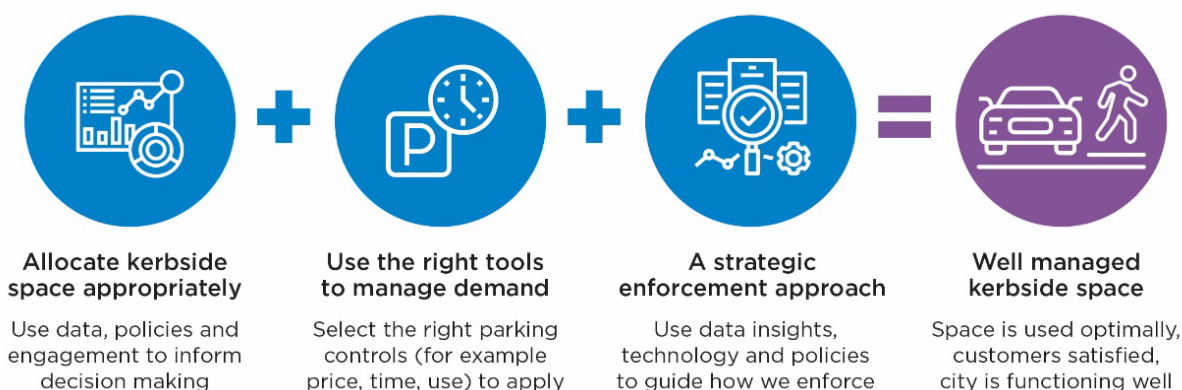 Allocate kerbside
space appropriately
Use data, policies and
engagement to inform
decision making
Use the right tools
to manage demand
Select the right parking
controls (for example
price, time, use) to apply
A strategic
enforcement approach
Use data insights,
technology and policies
to guide how we enforce
Well managed
kerbside space
Space is used optimally,
customers satisfied,
city is functioning well
P